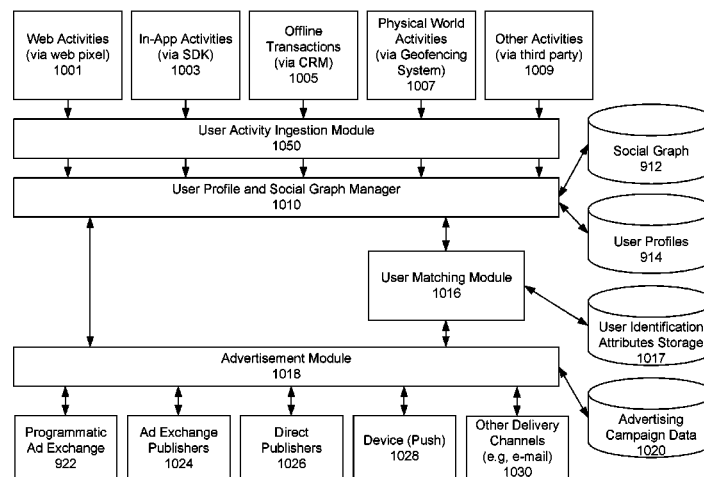 Web Activities
(via web pixel)
1001
In-App Activities
(via SDK)
1003
Offline
Transactions
(via CRM)
1005
Physical World
Activities
(via Geofencing
System)
1007
Other Activities
(via third party)
1009
User Activity Ingestion Module
1050
Social Graph
912
User Profile and Social Graph Manager
1010
User Profiles
914
User Matching Module
1016
User Identification
Attributes Storage
1017
Advertisement Module
1018
Advertising
Campaign Data
1020
Programmatic
Ad Exchange
922
Ad Exchange
Publishers
1024
Direct
Publishers
1026
Device (Push)
1028
Other Delivery
Channels
(e.g, e-mail)
1030